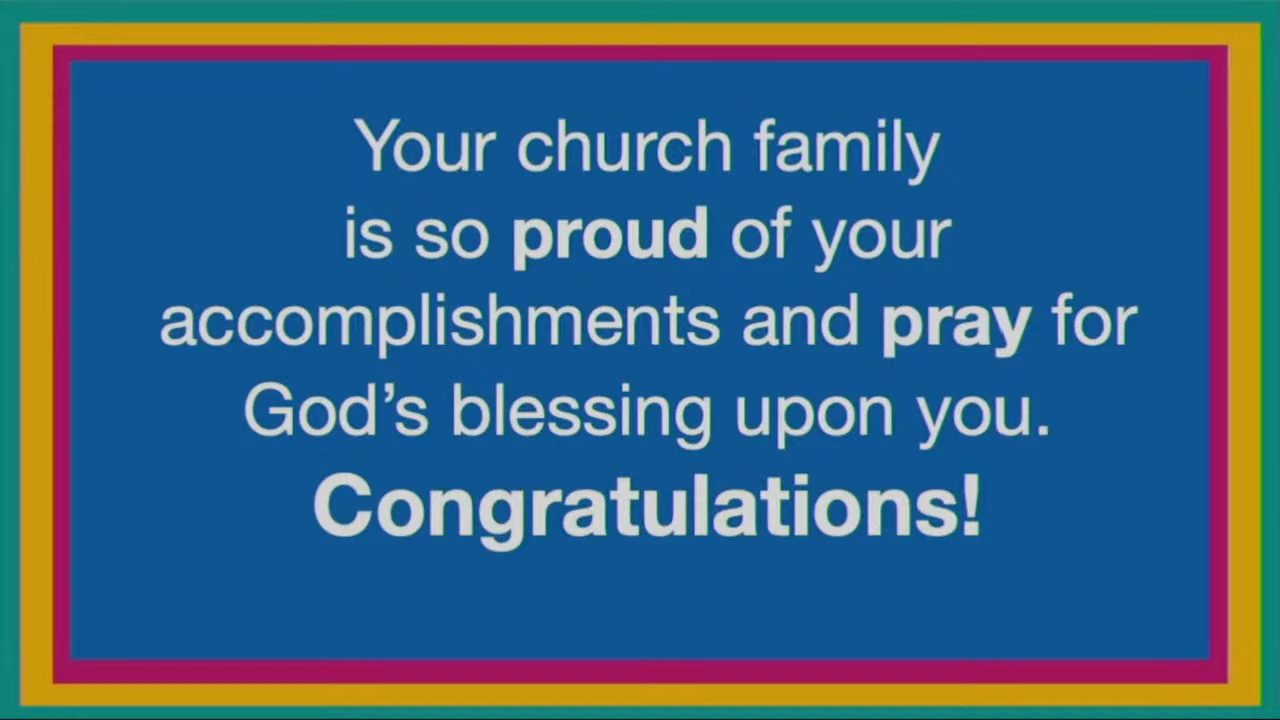 Your church family
is so proud of your
accomplishments and pray for
God’s blessing upon you.
Congratulations!